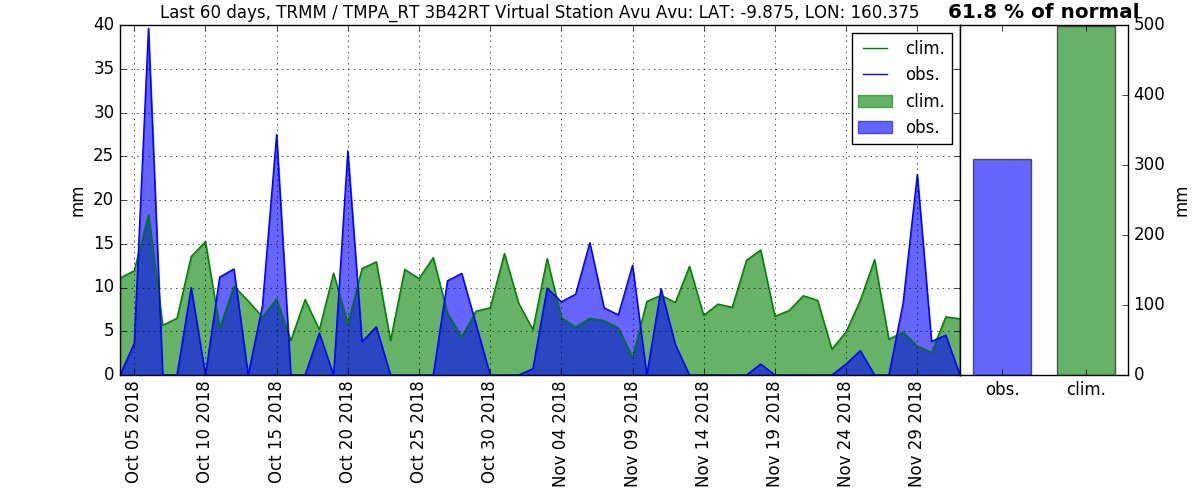 Last 60 days, TRMM / TMPA_RT 3B42RT Virtual Station Avu Avu: LAT: -9.875, LON: 160.375
61.8 % of normal
40
35
30
25
20
15
10
5
0
mm
clim.
obs.
clim.
obs.
500
400
300
200
100
0
mm
obs.
clim.
Oct 05 2018
Oct 10 2018
Oct 15 2018
Oct 20 2018
Oct 25 2018
Oct 30 2018
Nov 04 2018
Nov 09 2018
Nov 14 2018
Nov 19 2018
Nov 24 2018
Nov 29 2018